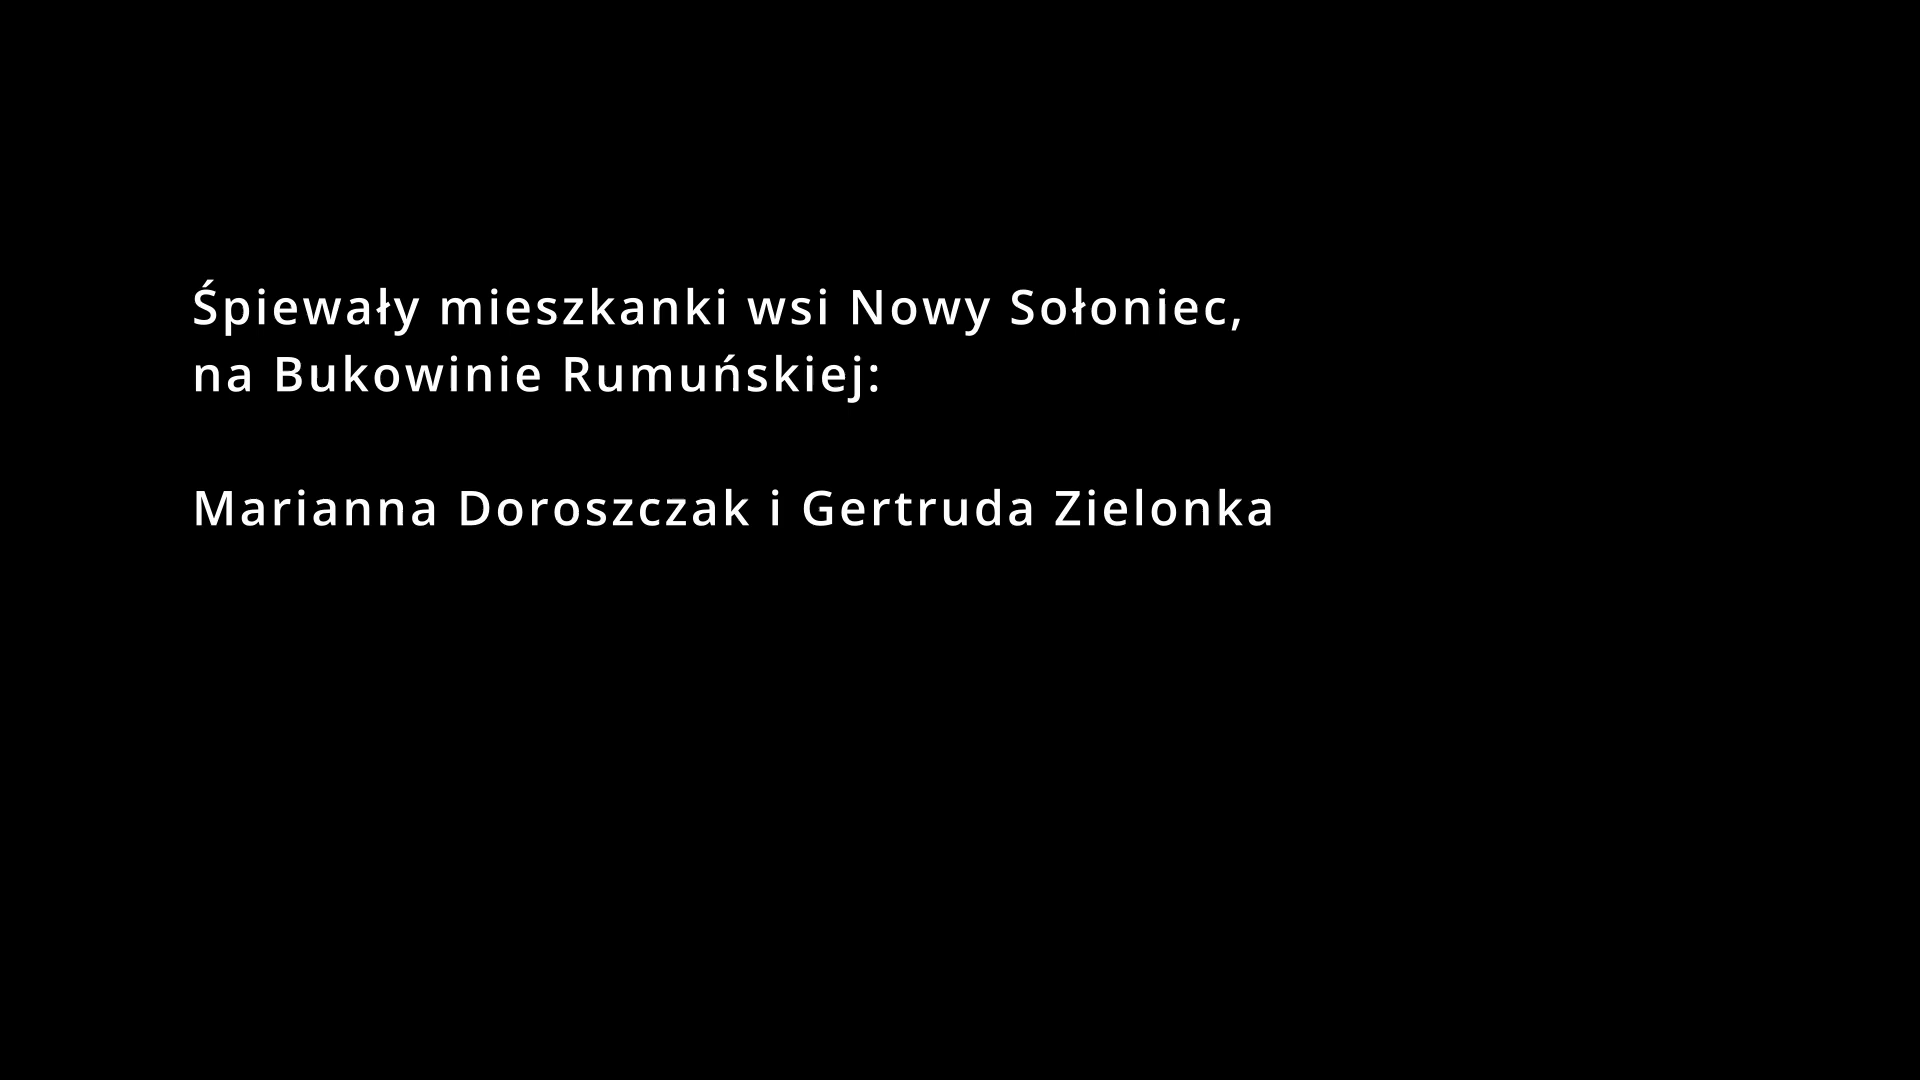 Śpiewały mieszkanki wsi Nowy Sołoniec,
na Bukowinie Rumuńskiej:
Marianna Doroszczak i Gertruda Zielonka